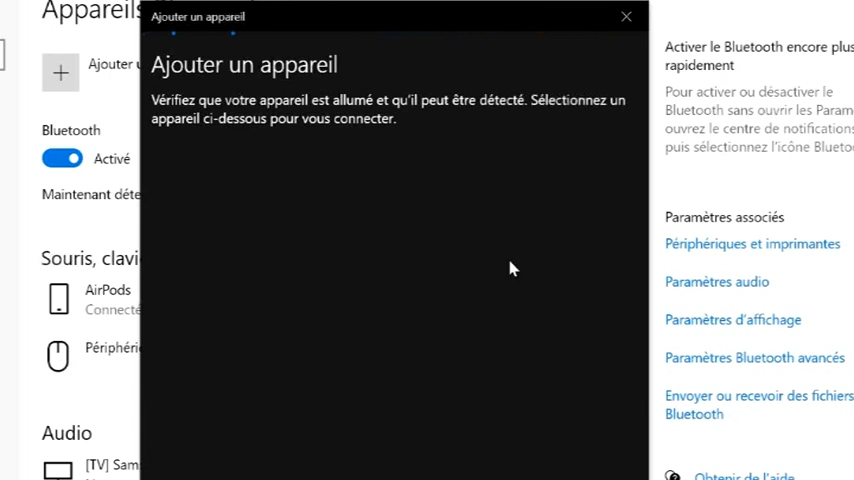 Appareils
Ajouter un appareil
Ajouter un appareil
Vérifiez que votre appareil est allumé et qu'il peut être détecté. Sélectionnez un
appareil ci-dessous pour vous connecter.
Ajouter
Bluetooth
Activé
Maintenant
Souris,
AirPods
Connecté
Audio
[TV]
Activer le Bluetooth encore plus
rapidement
Pour activer ou désactiver le
Bluetooth sans ouvrir les
ouvrez le centre de notifications
puis sélectionnez l'icône
Paramètres associés
Périphériques et imprimantes
Paramètres audio
Paramètres d'affichage
Paramètres Bluetooth avancés
Envoyer ou recevoir des fichiers
Bluetooth
Obtenir de l'aide